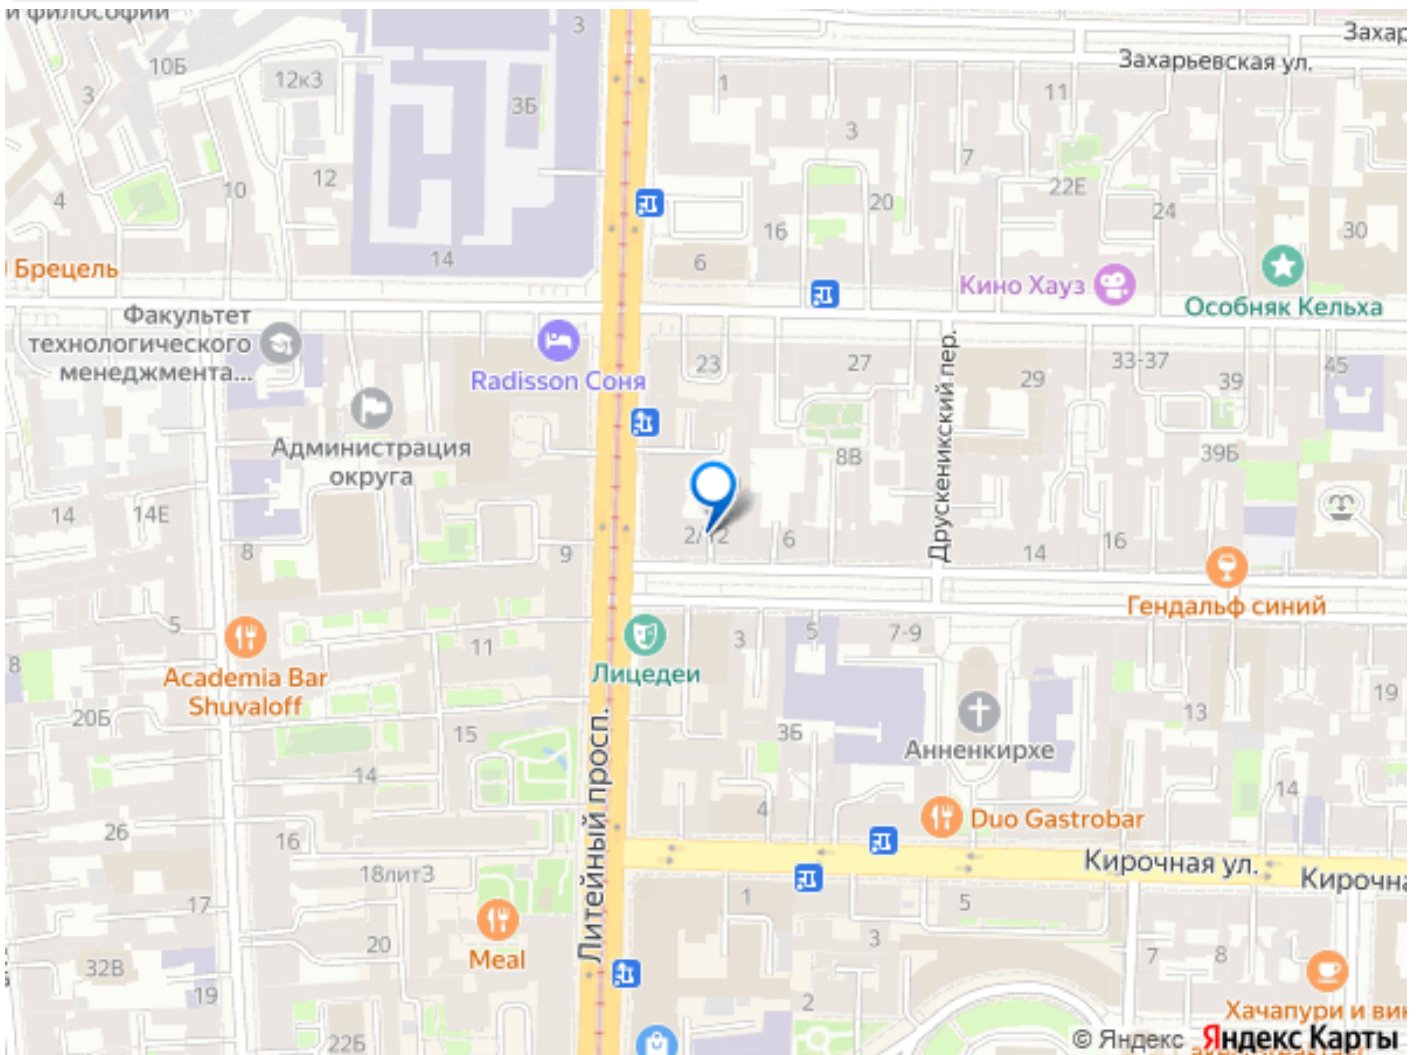 и философии
3
Захар
10Б
Захарьевская ул.
12к3
1
3
3Б
11
3
7
12
10
22Е
4
20
24
16
30
14
6
Брецель
Кино Хауз
Особняк Кельха
Факультет
технологического
менеджмента...
Radisson Соня
23
27
33-37
45
29
39
Друскеникский пер.
Администрация
округа
8В
39Б
14
14Е
2/12
6
8
9
14
16
Гендальф синий
5
3
5
7-9
11
Лицедеи
8
Academia Bar
Shuvaloff
19
20Б
13
15
3Б
Анненкирхе
14
14
4
Duo Gastrobar
26
16
Литейный просп.
Кирочная ул.
Кирочна
18лит3
17
1
5
20
3
Meal
7
8
32В
19
2
Хачапури и вин
22Б
© Яндекс Яндекс Карты